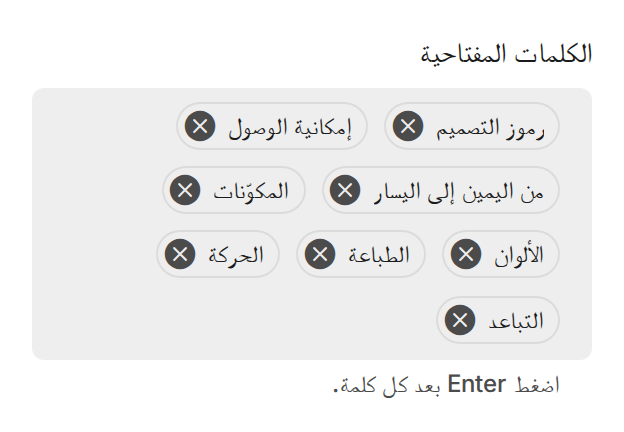 الكلمات المفتاحية
رموز التصميم إمكانية الوصول
من اليمين إلى اليسار المكوّنات
الألوان الطباعة الحركة
التباعد
اضغط Enter بعد كل كلمة.